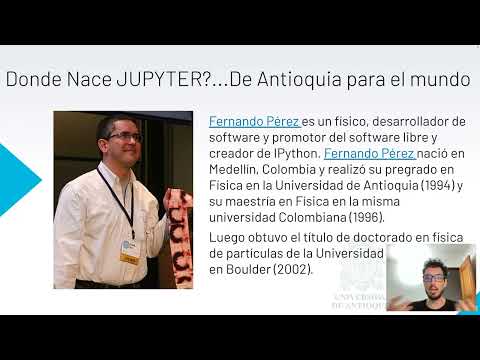 Donde Nace JUPYTER?...De Antioquia para el mundo
Fernando Pérez es un físico, desarrollador de
software y promotor del software libre y
creador de IPython. Fernando Pérez nació en
Medellín, Colombia y realizó su pregrado en
Física en la Universidad de Antioquia (1994) y
su maestría en Física en la misma
universidad Colombiana (1996).
Luego obtuvo el título de doctorado en física
de partículas de la Universidad
en Boulder (2002).
DE ANTIOQUIA